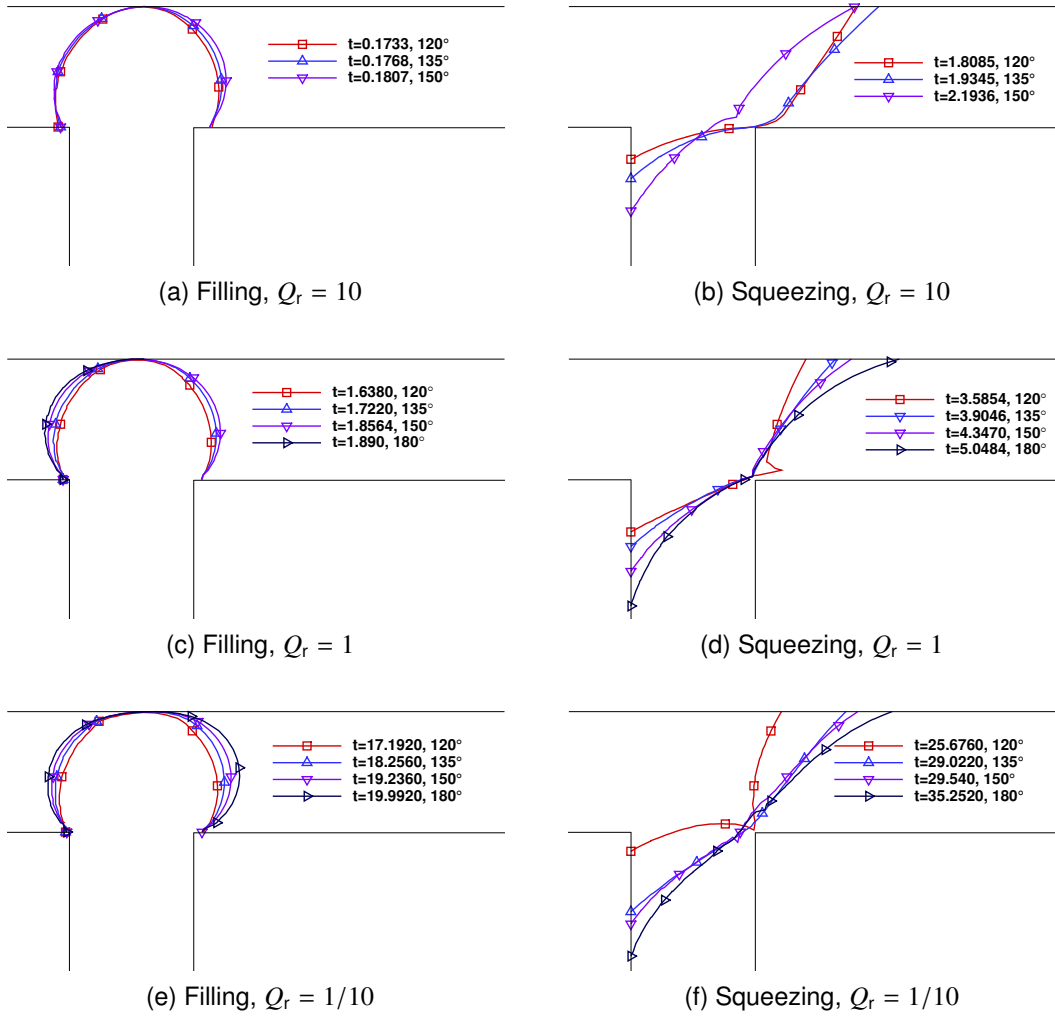 t=0.1733, 120°
t=0.1768, 135°
t=0.1807, 150°
(a) Filling, Qr = 10
t=1.8085, 120°
t=1.9345, 135°
t=2.1936, 150°
(b) Squeezing, Qr = 10
t=1.6380, 120°
t=1.7220, 135°
t=1.8564, 150°
t=1.890, 180°
(c) Filling, Qr = 1
t=3.5854, 120°
t=3.9046, 135°
t=4.3470, 150°
t=5.0484, 180°
(d) Squeezing, Qr = 1
t=17.1920, 120°
t=18.2560, 135°
t=19.2360, 150°
t=19.9920, 180°
(e) Filling, Qr = 1/10
t=25.6760, 120°
t=29.0220, 135°
t=29.540, 150°
t=35.2520, 180°
(f) Squeezing, Qr = 1/10